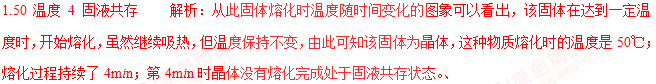 1.50 温度 4 固液共存 解析：从此固体熔化时温度随时间变化的图象可以看出，该固体在达到一定温
度时，开始熔化，虽然继续吸热，但温度保持不变，由此可知该固体为晶体，这种物质熔化时的温度是 50℃；
熔化过程持续了 4min；第 4min 时晶体没有熔化完成处于固液共存状态。、